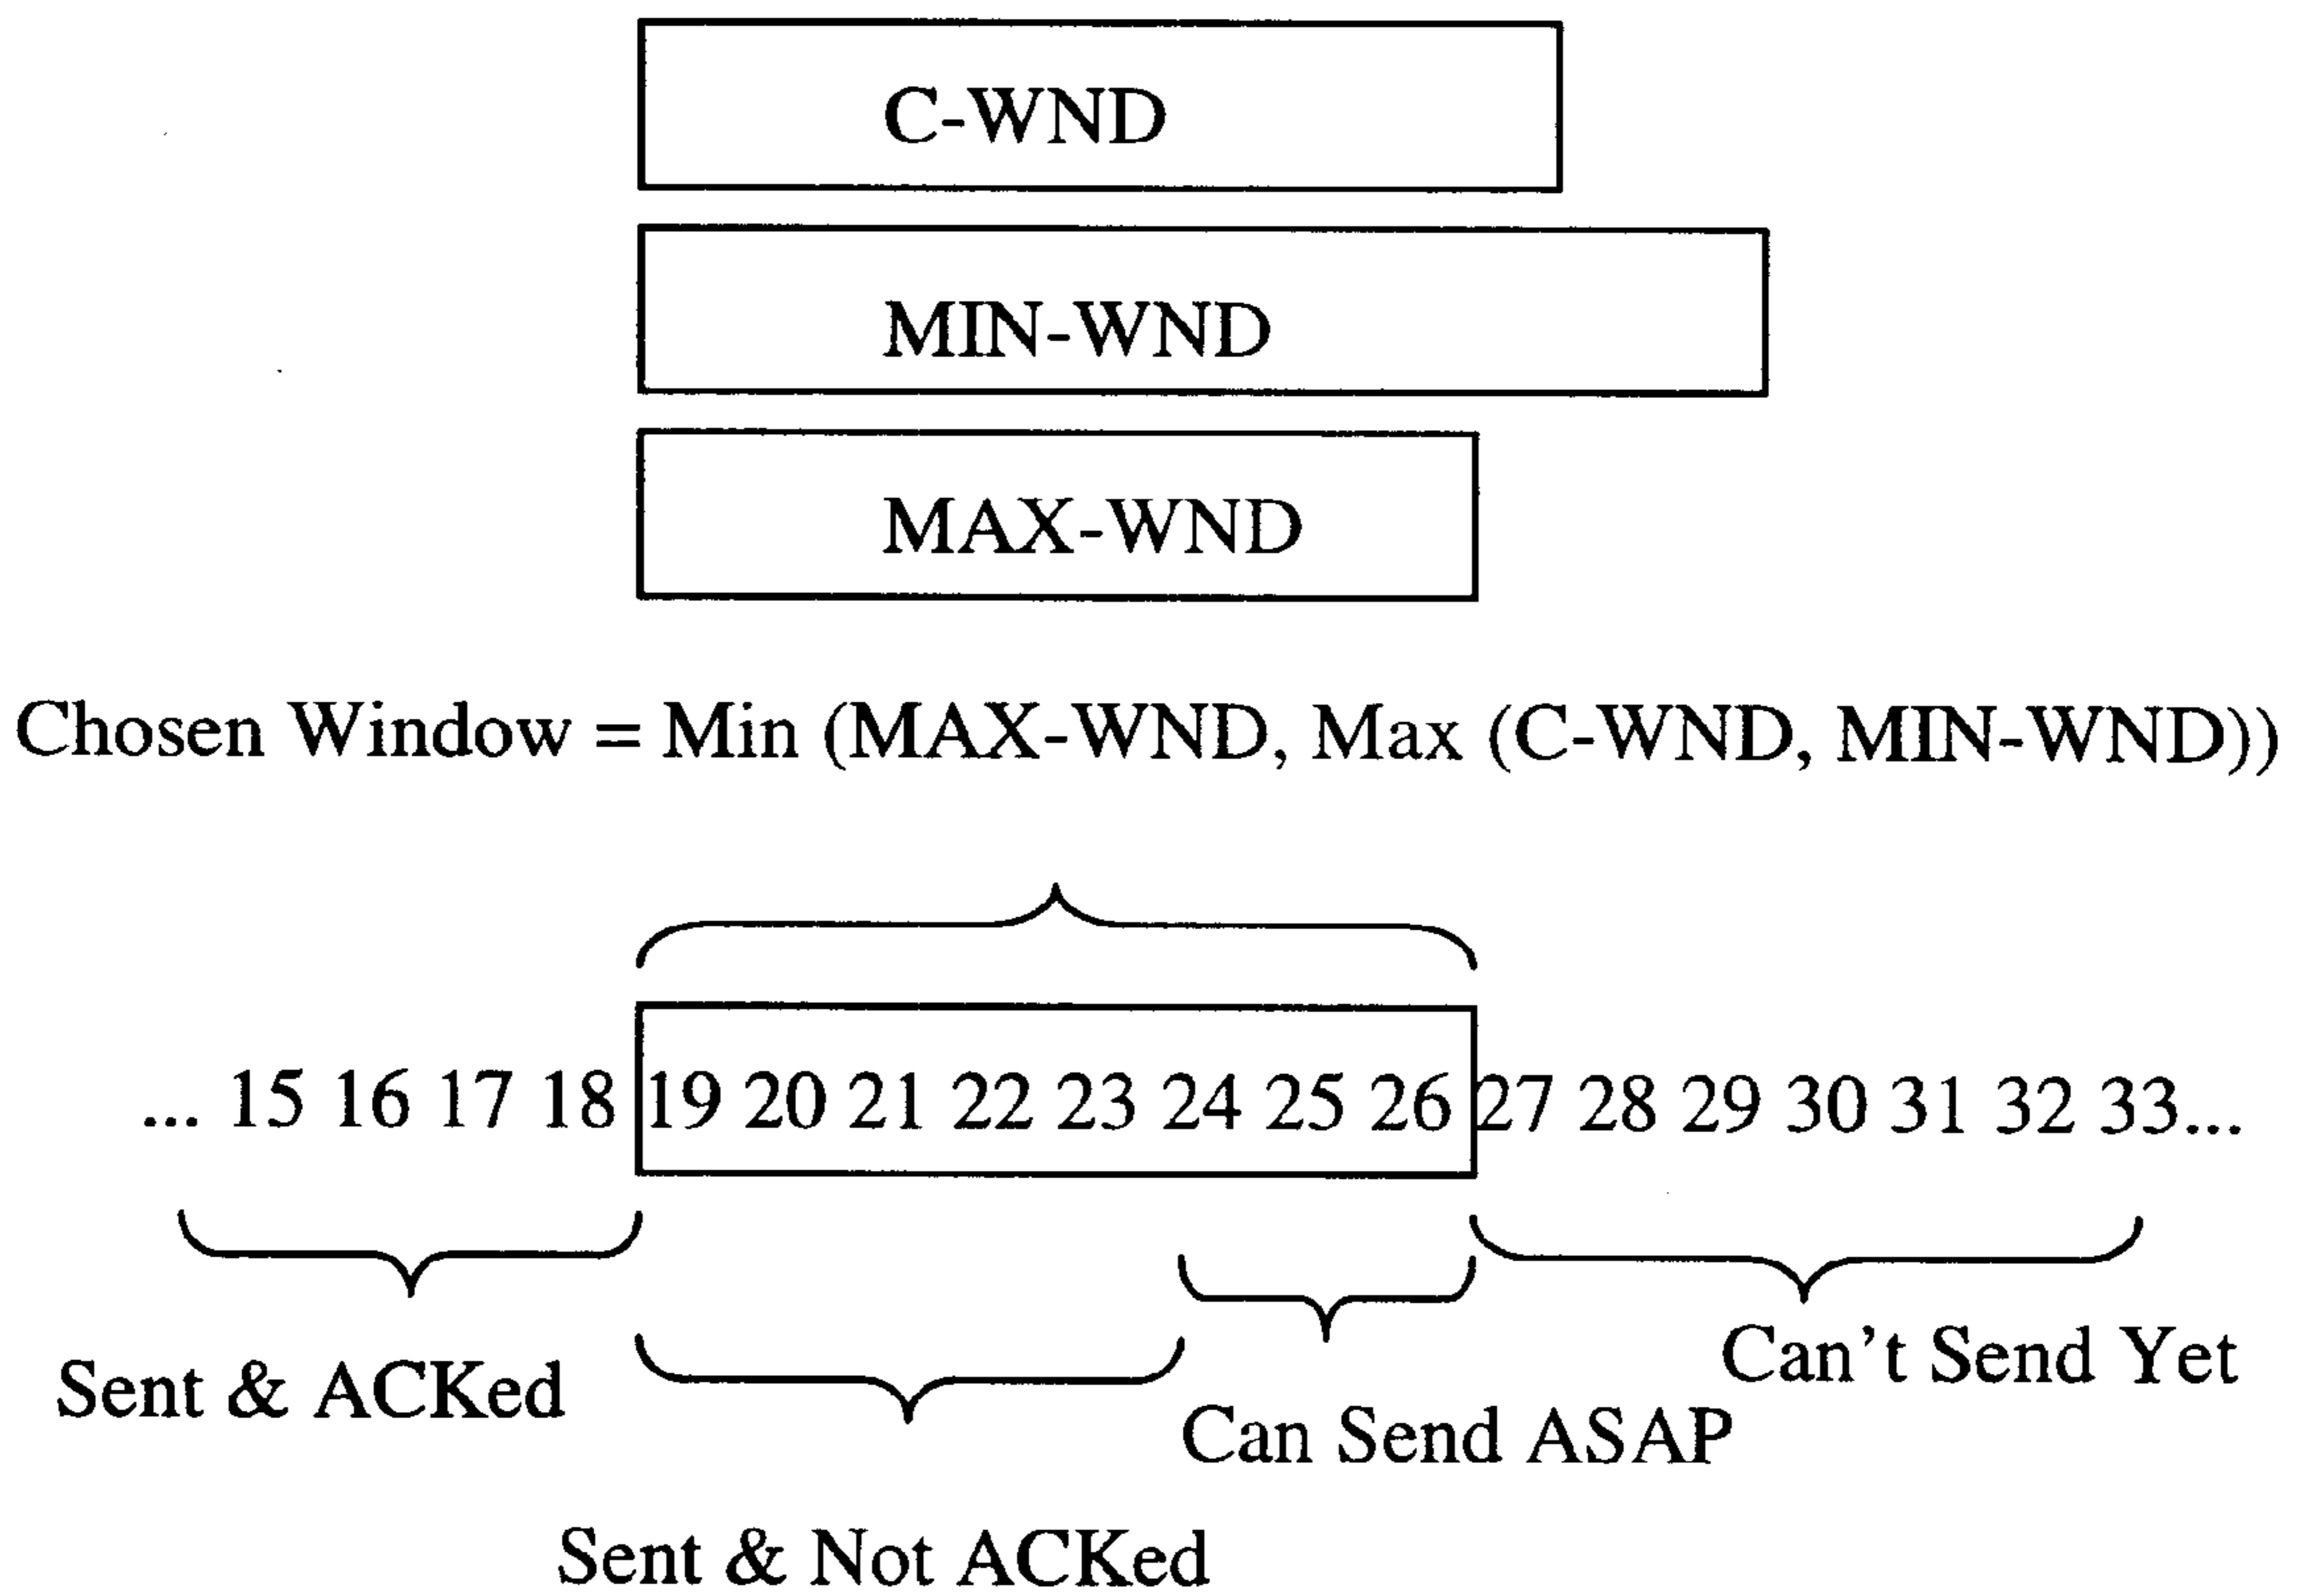 C-WND
MIN-WND
MAX-WND
Chosen Window = Min (MAX-WND, Max (C-WND, MIN-WND))
... 15 16 17 18 19 20 21 22 23 24 25 26 27 28 29 30 31 32 33...
Sent & ACKed
Can't Send Yet
Can Send ASAP
Sent & Not ACKed